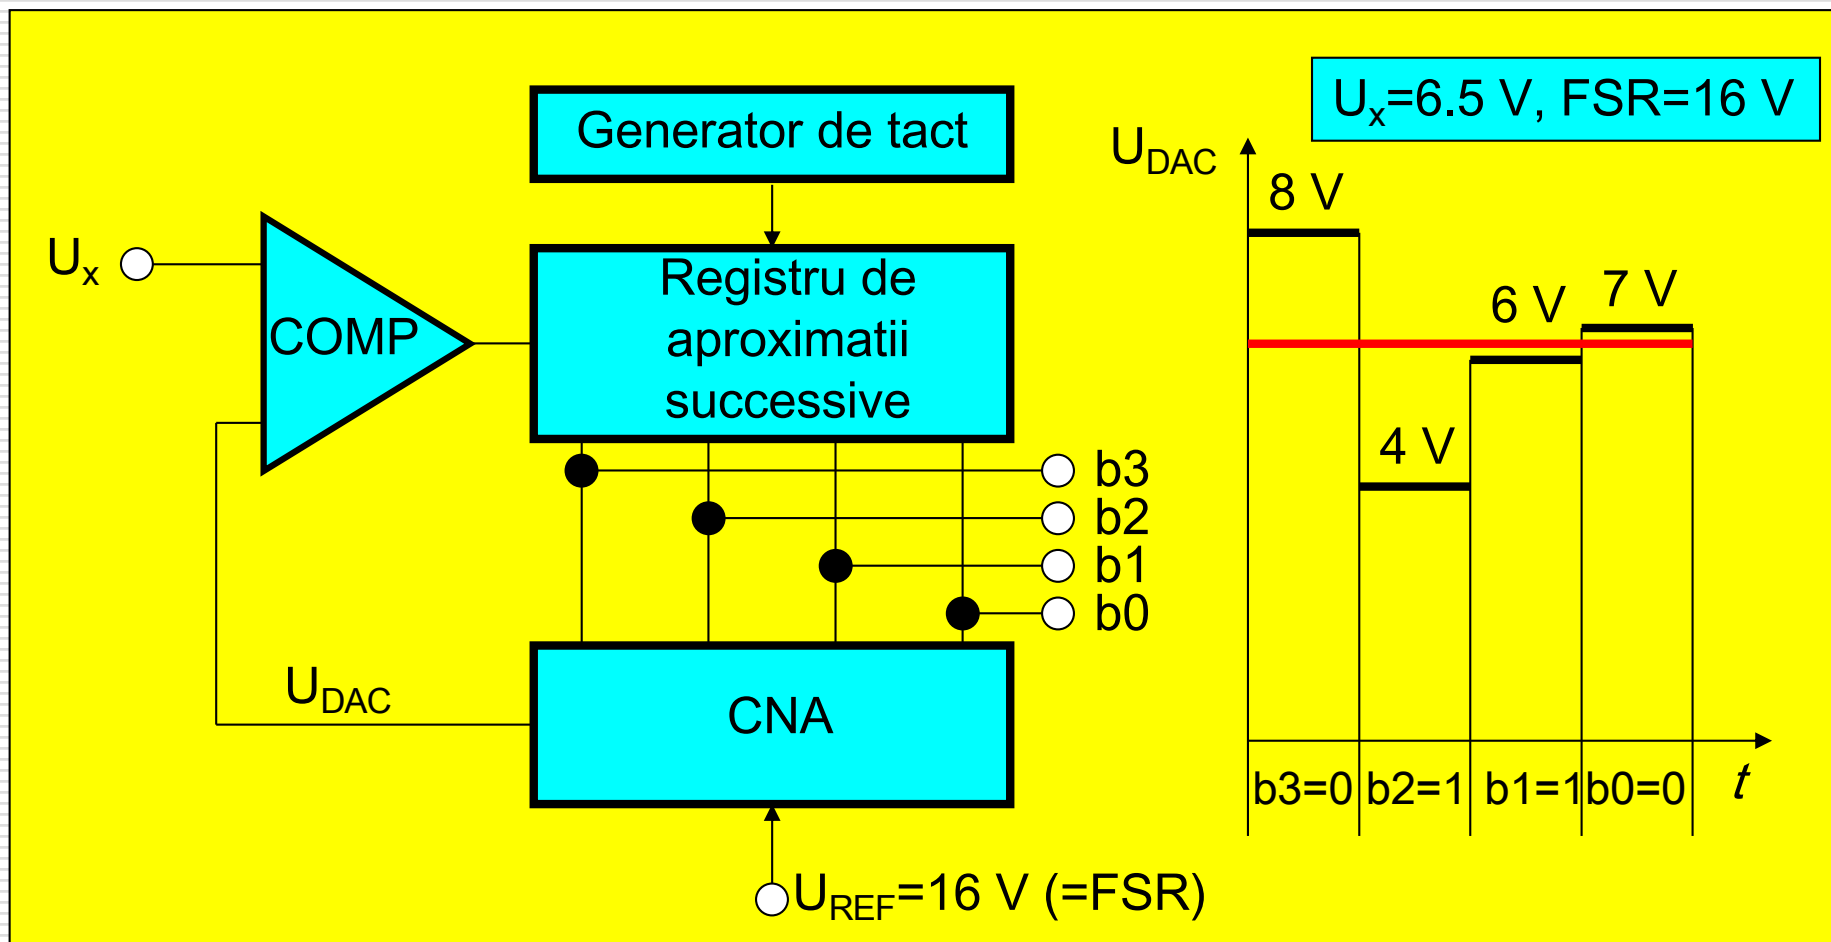 Generator de tact
Registru de
aproximatii
successive
Ux
COMP
b3
b2
b1
b0
UDAC
CNA
UREF=16 V (=FSR)
Ux=6.5 V, FSR=16 V
UDAC
8 V
4 V
6 V
7 V
b3=0 b2=1 b1=1 b0=0
t